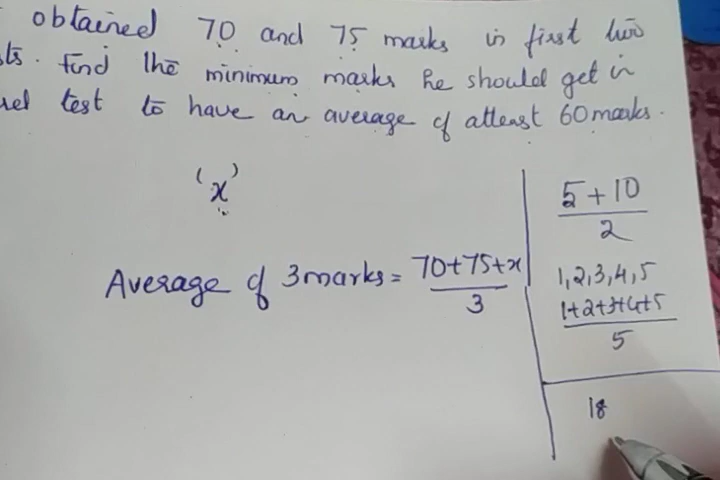 obtained 70 and 75 marks in first two
find the minimum marks he should get in
test to have an average of atleast 60 marks.
(x)
Average of 3 marks = 70+75+x
3
5+10
2
1,2,3,4,5
1+2+3+4+5
5
18